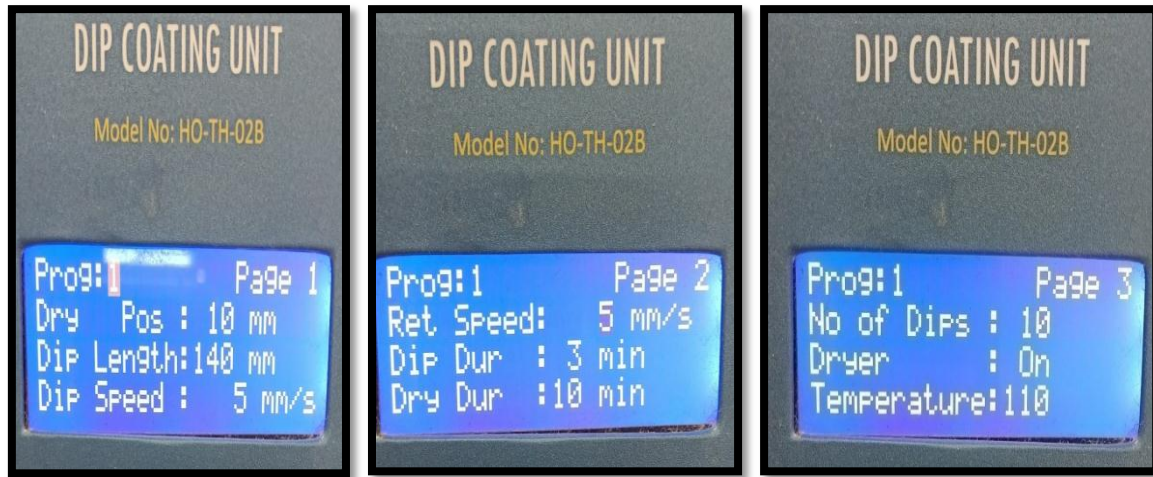 DIP COATING UNIT
Model No: HO-TH-02B
Prog:1 Page 1
Dry Pos : 10 mm
Dip Length:140 mm
Dip Speed : 5 mm/s
DIP COATING UNIT
Model No: HO-TH-02B
Prog:1 Page 2
Ret Speed: 5 mm/s
Dip Dur : 3 min
Dry Dur :10 min
DIP COATING UNIT
Model No: HO-TH-02B
Prog:1 Page 3
No of Dips : 10
Dryer : On
Temperature:110